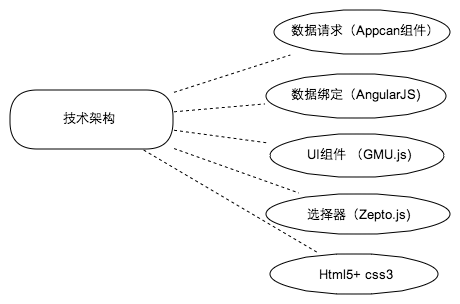 数据请求（Appcan组件）
数据绑定（AngularJS)
技术架构
UI组件 （GMU.js)
选择器（Zepto.js)
Html5+ css3